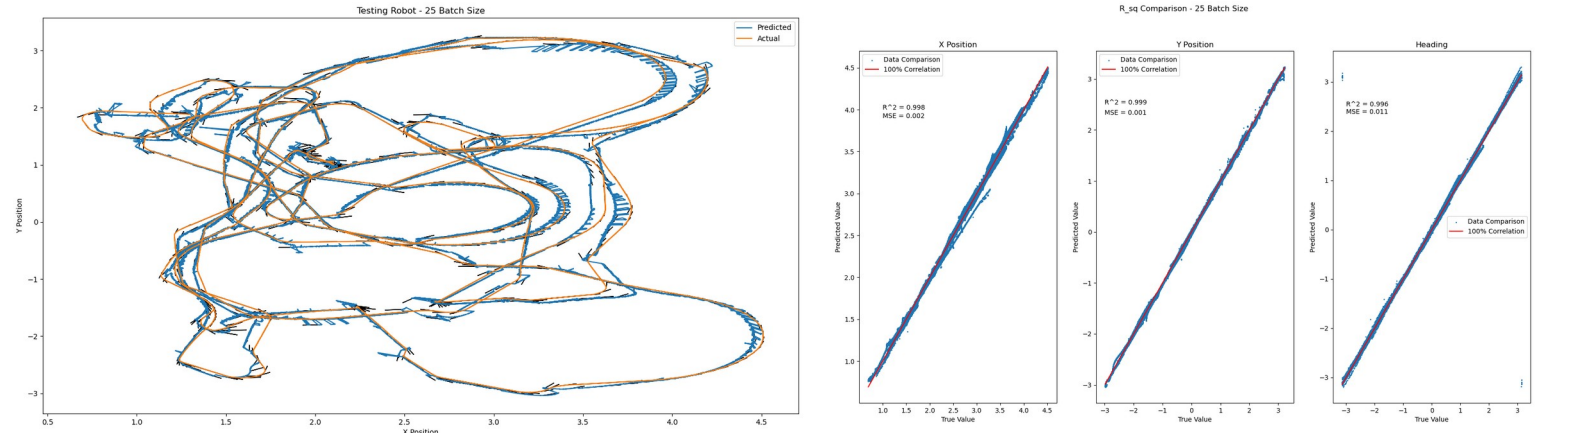 Testing Robot - 25 Batch Size
Predicted
Actual
3
2
1
0
−1
−2
−3
Y Position
0.5
1.0
1.5
2.0
2.5
3.0
3.5
4.0
4.5
X Position
R_sq Comparison - 25 Batch Size
X Position
Data Comparison
100% Correlation
R^2 = 0.998
MSE = 0.002
4.5
4.0
3.5
3.0
2.5
2.0
1.5
1.0
Predicted Value
1.0
1.5
2.0
2.5
3.0
3.5
4.0
4.5
True Value
Y Position
Data Comparison
100% Correlation
R^2 = 0.999
MSE = 0.001
3
2
1
0
−1
−2
−3
Predicted Value
−3
−2
−1
0
1
2
3
True Value
Heading
R^2 = 0.996
MSE = 0.011
Data Comparison
100% Correlation
3
2
1
0
−1
−2
−3
Predicted Value
−3
−2
−1
0
1
2
3
True Value